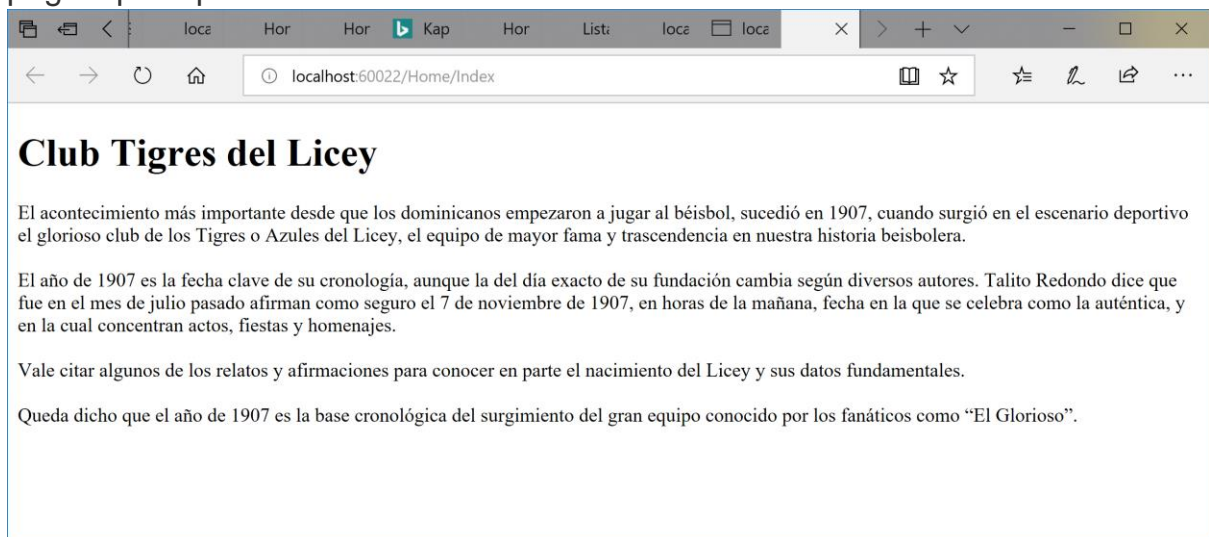 loca Hor Hor Kap Hor Lista loca loca
localhost:60022/Home/Index
Club Tigres del Licey
El acontecimiento más importante desde que los dominicanos empezaron a jugar al béisbol, sucedió en 1907, cuando surgió en el escenario deportivo
el glorioso club de los Tigres o Azules del Licey, el equipo de mayor fama y trascendencia en nuestra historia beisbolera.
El año de 1907 es la fecha clave de su cronología, aunque la del día exacto de su fundación cambia según diversos autores. Talito Redondo dice que
fue en el mes de julio pasado afirman como seguro el 7 de noviembre de 1907, en horas de la mañana, fecha en la que se celebra como la auténtica, y
en la cual concentran actos, fiestas y homenajes.
Vale citar algunos de los relatos y afirmaciones para conocer en parte el nacimiento del Licey y sus datos fundamentales.
Queda dicho que el año de 1907 es la base cronológica del surgimiento del gran equipo conocido por los fanáticos como “El Glorioso”.